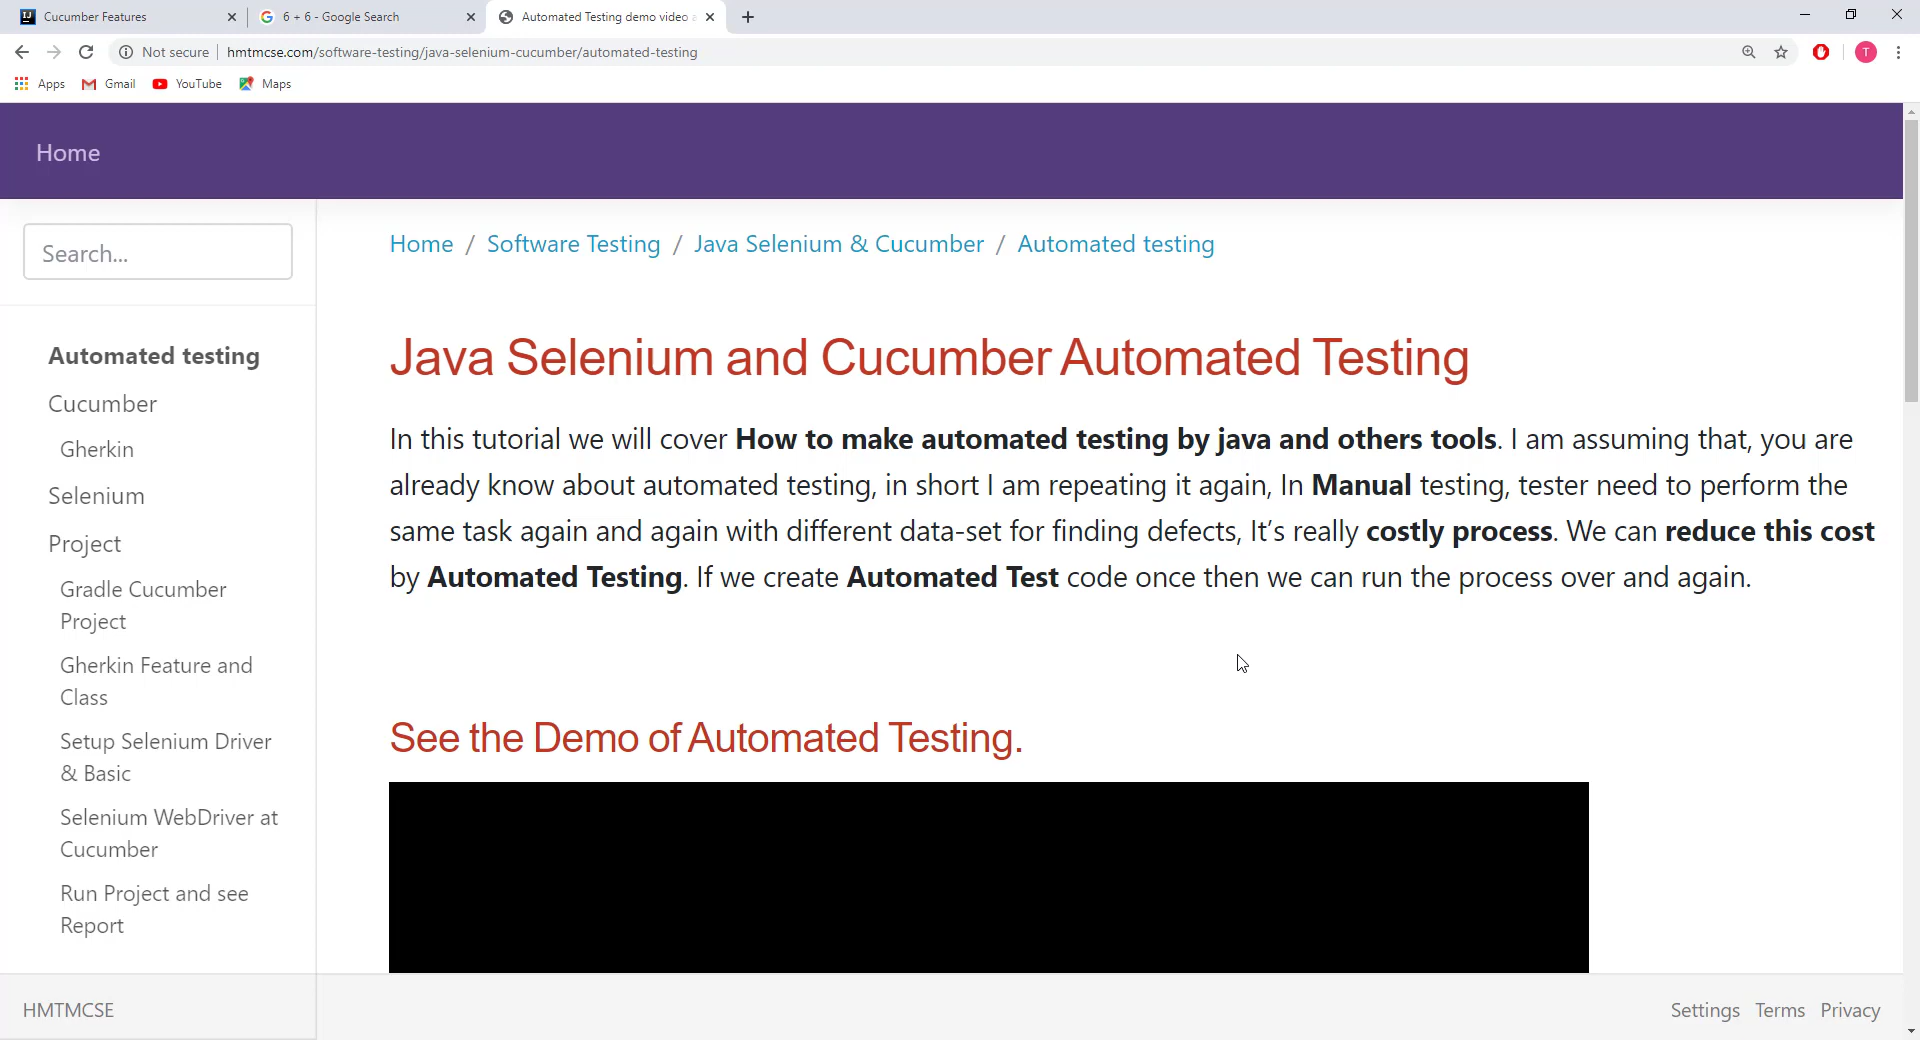 Cucumber Features
6 + 6 - Google Search
Automated Testing demo video a
Not secure
hmtmcse.com/software-testing/java-selenium-cucumber/automated-testing
T
Apps
Gmail
YouTube
Maps
Home
Search...
Automated testing
Cucumber
Gherkin
Selenium
Project
Gradle Cucumber
Project
Gherkin Feature and
Class
Setup Selenium Driver
& Basic
Selenium WebDriver at
Cucumber
Run Project and see
Report
Home / Software Testing / Java Selenium & Cucumber / Automated testing
Java Selenium and Cucumber Automated Testing
In this tutorial we will cover How to make automated testing by java and others tools. I am assuming that, you are
already know about automated testing, in short I am repeating it again, In Manual testing, tester need to perform the
same task again and again with different data-set for finding defects, It's really costly process. We can reduce this cost
by Automated Testing. If we create Automated Test code once then we can run the process over and again.
See the Demo of Automated Testing.
HMTMCSE
Settings Terms Privacy